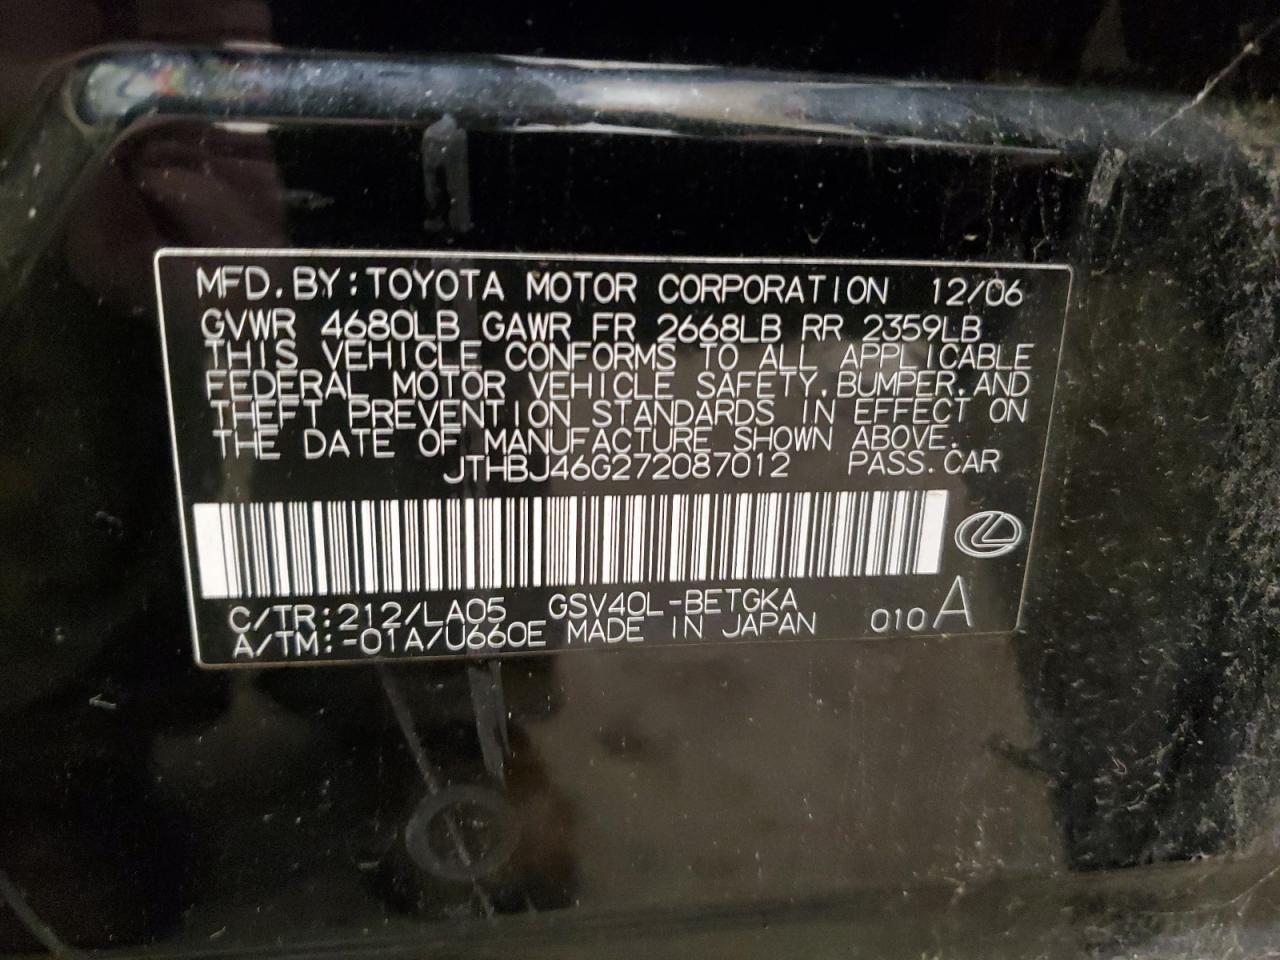 MFD. BY: TOYOTA MOTOR CORPORATION 12/06
GVWR 4680LB GAWR FR 2668LB RR 2359LB
THIS VEHICLE CONFORMS TO ALL APPLICABLE
FEDERAL MOTOR VEHICLE SAFETY, BUMPER, AND
THEFT PREVENTION STANDARDS IN EFFECT ON
THE DATE OF MANUFACTURE SHOWN ABOVE.
JTHBJ46G272087012 PASS. CAR
C/TR: 212/LA05 GSV40L-BETGKA
A/TM: -01A/U660E MADE IN JAPAN 010 A